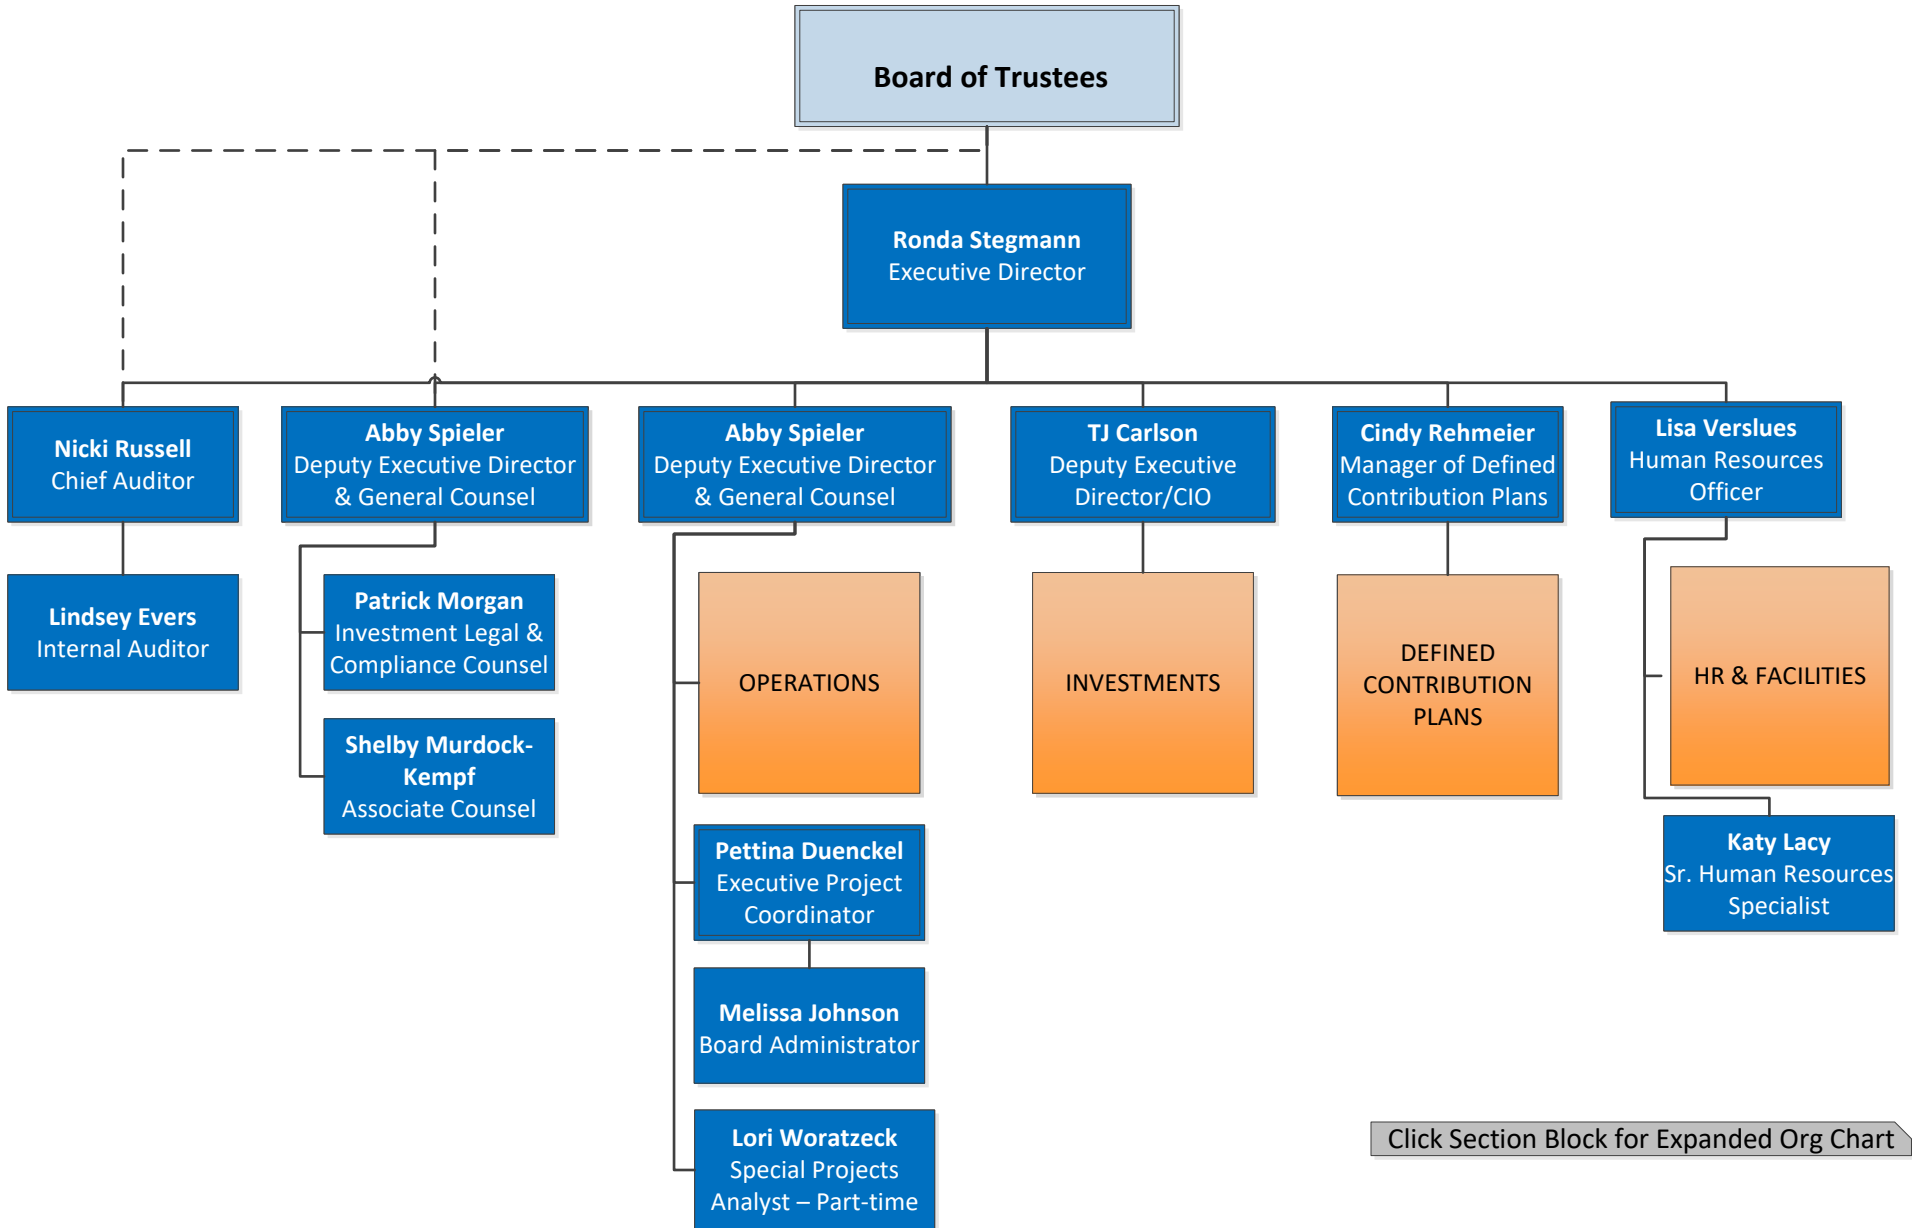 Board of Trustees
Ronda Stegmann
Executive Director
Nicki Russell
Chief Auditor
Abby Spieler
Deputy Executive Director
& General Counsel
Abby Spieler
Deputy Executive Director
& General Counsel
TJ Carlson
Deputy Executive
Director/CIO
Cindy Rehmeier
Manager of Defined
Contribution Plans
Lisa Verslues
Human Resources
Officer
Lindsey Evers
Internal Auditor
Patrick Morgan
Investment Legal &
Compliance Counsel
Shelby Murdock-
Kempf
Associate Counsel
OPERATIONS
INVESTMENTS
DEFINED
CONTRIBUTION
PLANS
HR & FACILITIES
Pettina Duenckel
Executive Project
Coordinator
Katy Lacy
Sr. Human Resources
Specialist
Melissa Johnson
Board Administrator
Lori Woratzeck
Special Projects
Analyst – Part-time
Click Section Block for Expanded Org Chart